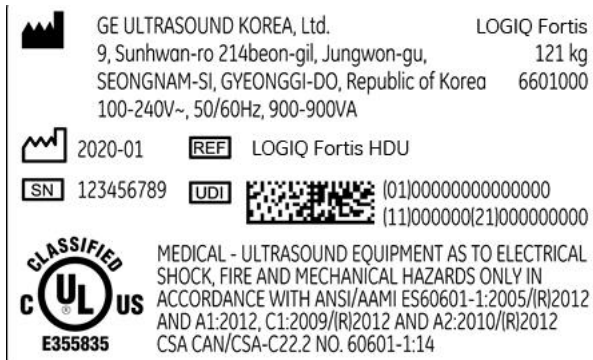 GE ULTRASOUND KOREA, Ltd. LOGIQ Fortis
9, Sunhwan-ro 214beon-gil, Jungwon-gu, 121 kg
SEONGNAM-SI, GYEONGGI-DO, Republic of Korea 6601000
100-240V~, 50/60Hz, 900-900VA
2020-01 REF LOGIQ Fortis HDU
SN 123456789 UDI (01)00000000000000
(11)000000(21)000000000
CLASSIFIED
C UL US
®
E355835
MEDICAL - ULTRASOUND EQUIPMENT AS TO ELECTRICAL
SHOCK, FIRE AND MECHANICAL HAZARDS ONLY IN
ACCORDANCE WITH ANSI/AAMI ES60601-1:2005/(R)2012
AND A1:2012, C1:2009/(R)2012 AND A2:2010/(R)2012
CSA CAN/CSA-C22.2 NO. 60601-1:14